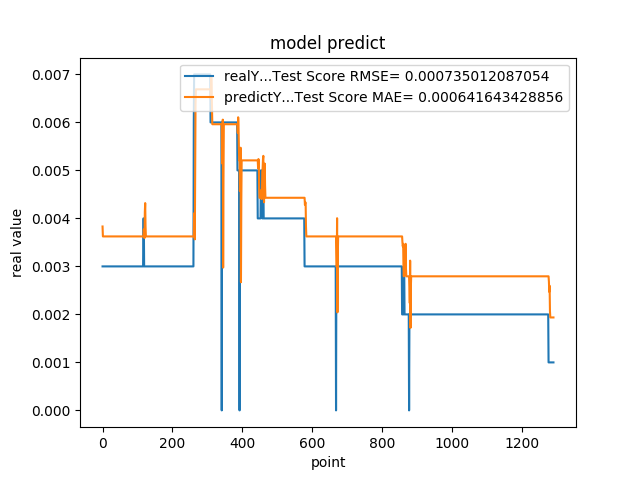 model predict
realY...Test Score RMSE= 0.000735012087054
predictY...Test Score MAE= 0.000641643428856
0.007
0.006
0.005
0.004
0.003
0.002
0.001
0.000
real value
0 200 400 600 800 1000 1200
point